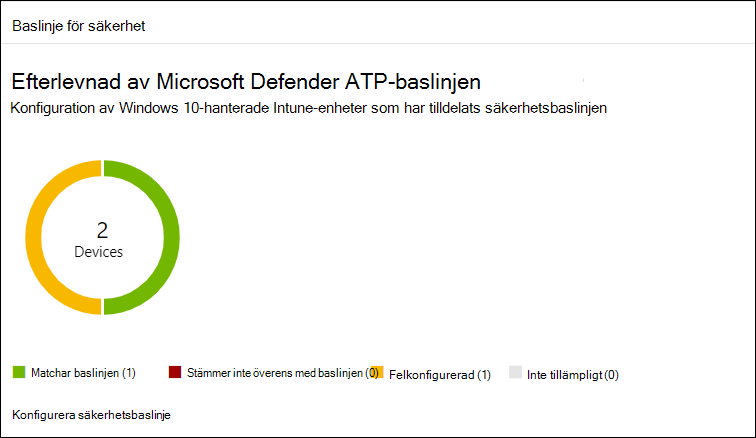 Baslinje för säkerhet
Efterlevnad av Microsoft Defender ATP-baslinjen
Konfiguration av Windows 10-hanterade Intune-enheter som har tilldelats säkerhetsbaslinjen
2
Devices
Matchar baslinjen (1) Stämmer inte överens med baslinjen (0) Felkonfigurerad (1) Inte tillämpligt (0)
Konfigurera säkerhetsbaslinje